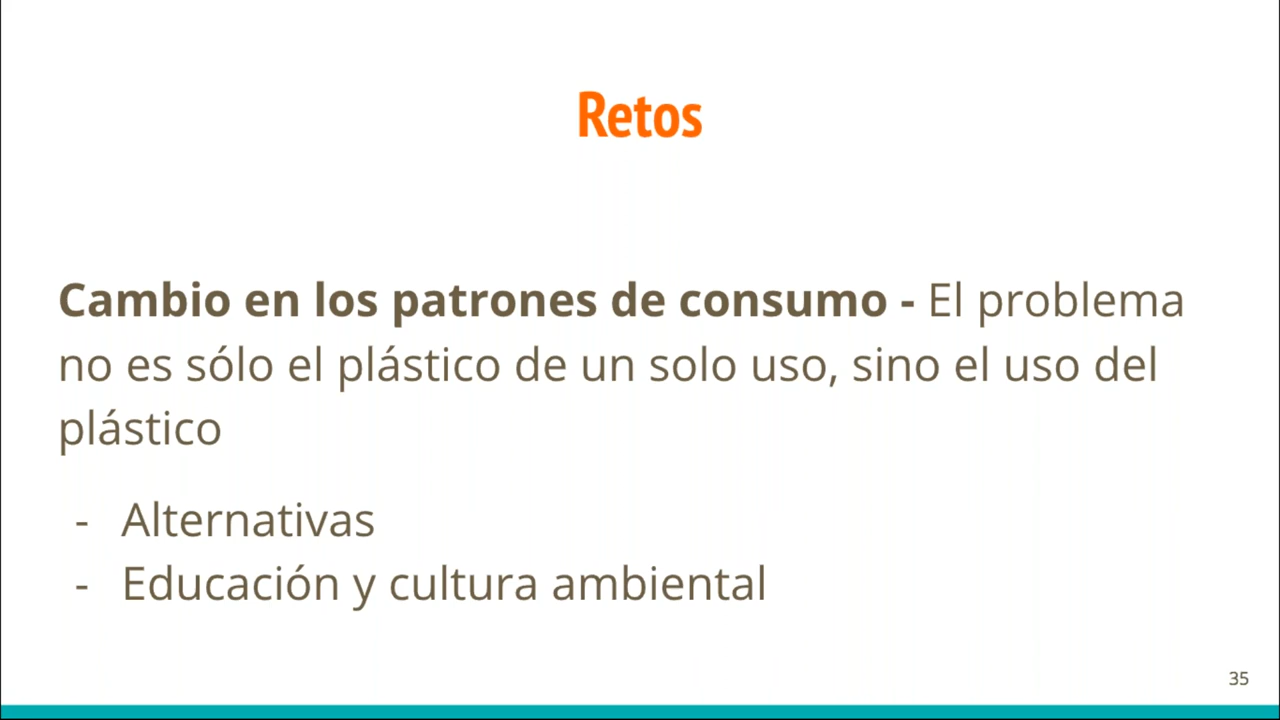 Retos
Cambio en los patrones de consumo - El problema
no es sólo el plástico de un solo uso, sino el uso del
plástico
- Alternativas
- Educación y cultura ambiental
35